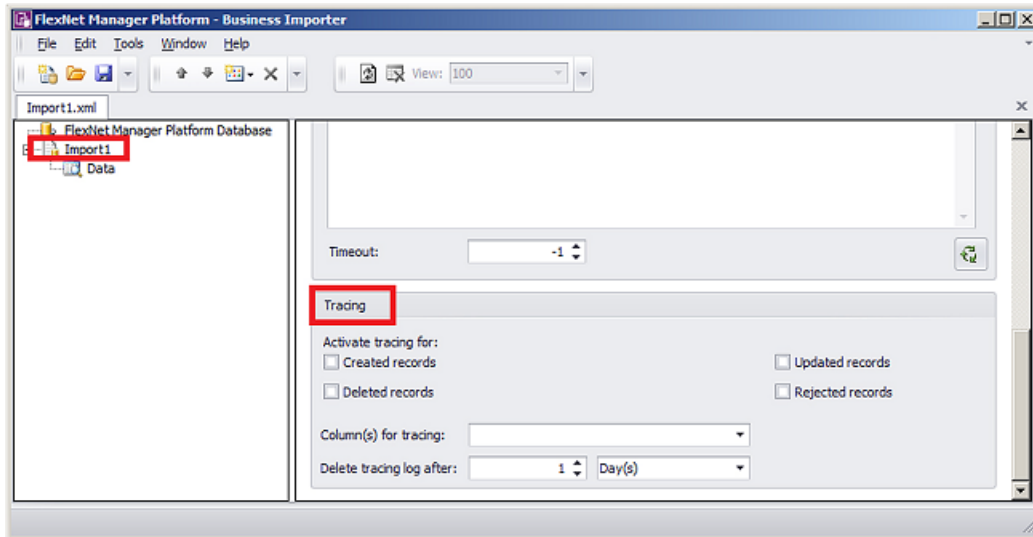 FlexNet Manager Platform - Business Importer
File Edit Tools Window Help
View: 100
Import1.xml
FlexNet Manager Platform Database
Import1
Data
Timeout: -1
Tracing
Activate tracing for:
Created records Updated records
Deleted records Rejected records
Column(s) for tracing:
Delete tracing log after: 1 Day(s)